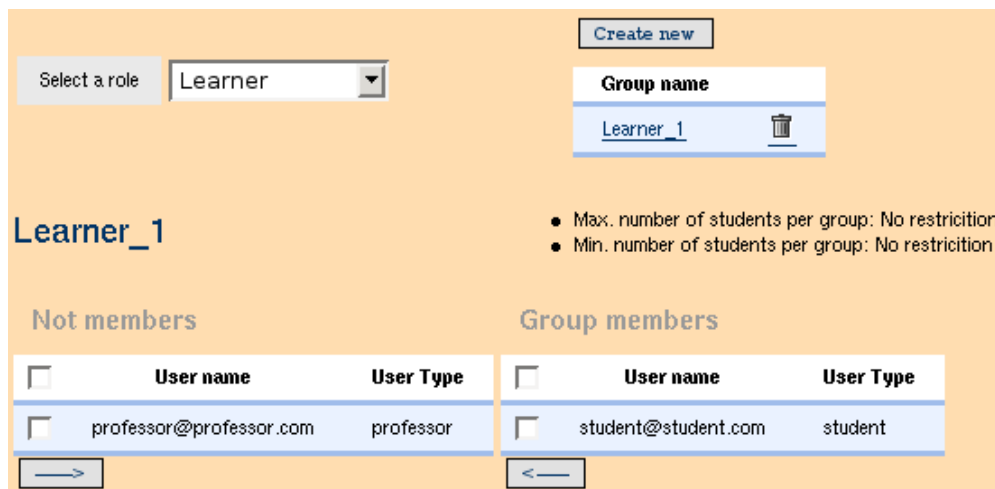 Create new
Select a role Learner
Group name
Learner_1
Learner_1
• Max. number of students per group: No restricition
• Min. number of students per group: No restricition
Not members Group members
User name User Type User name User Type
professor@professor.com professor student@student.com student
---> <---